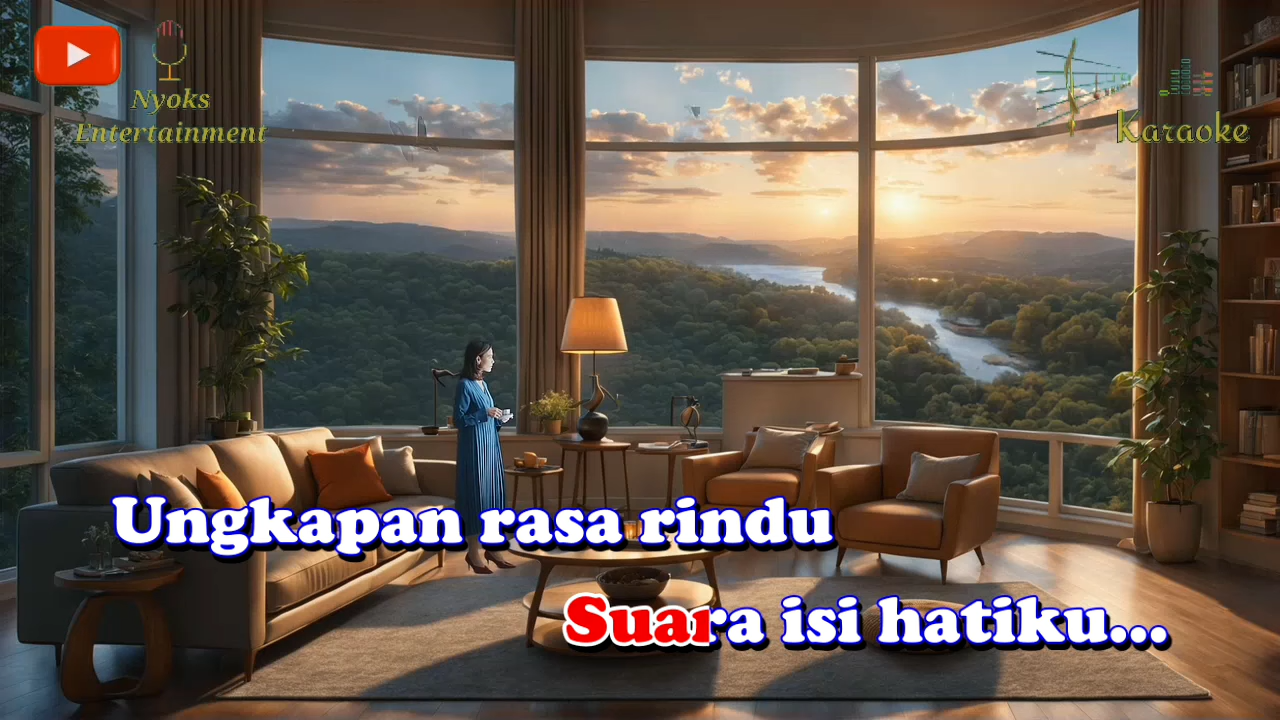 Nyoks
Entertainment
Karaoke
Ungkapan rasa rindu
Suara isi hatiku...